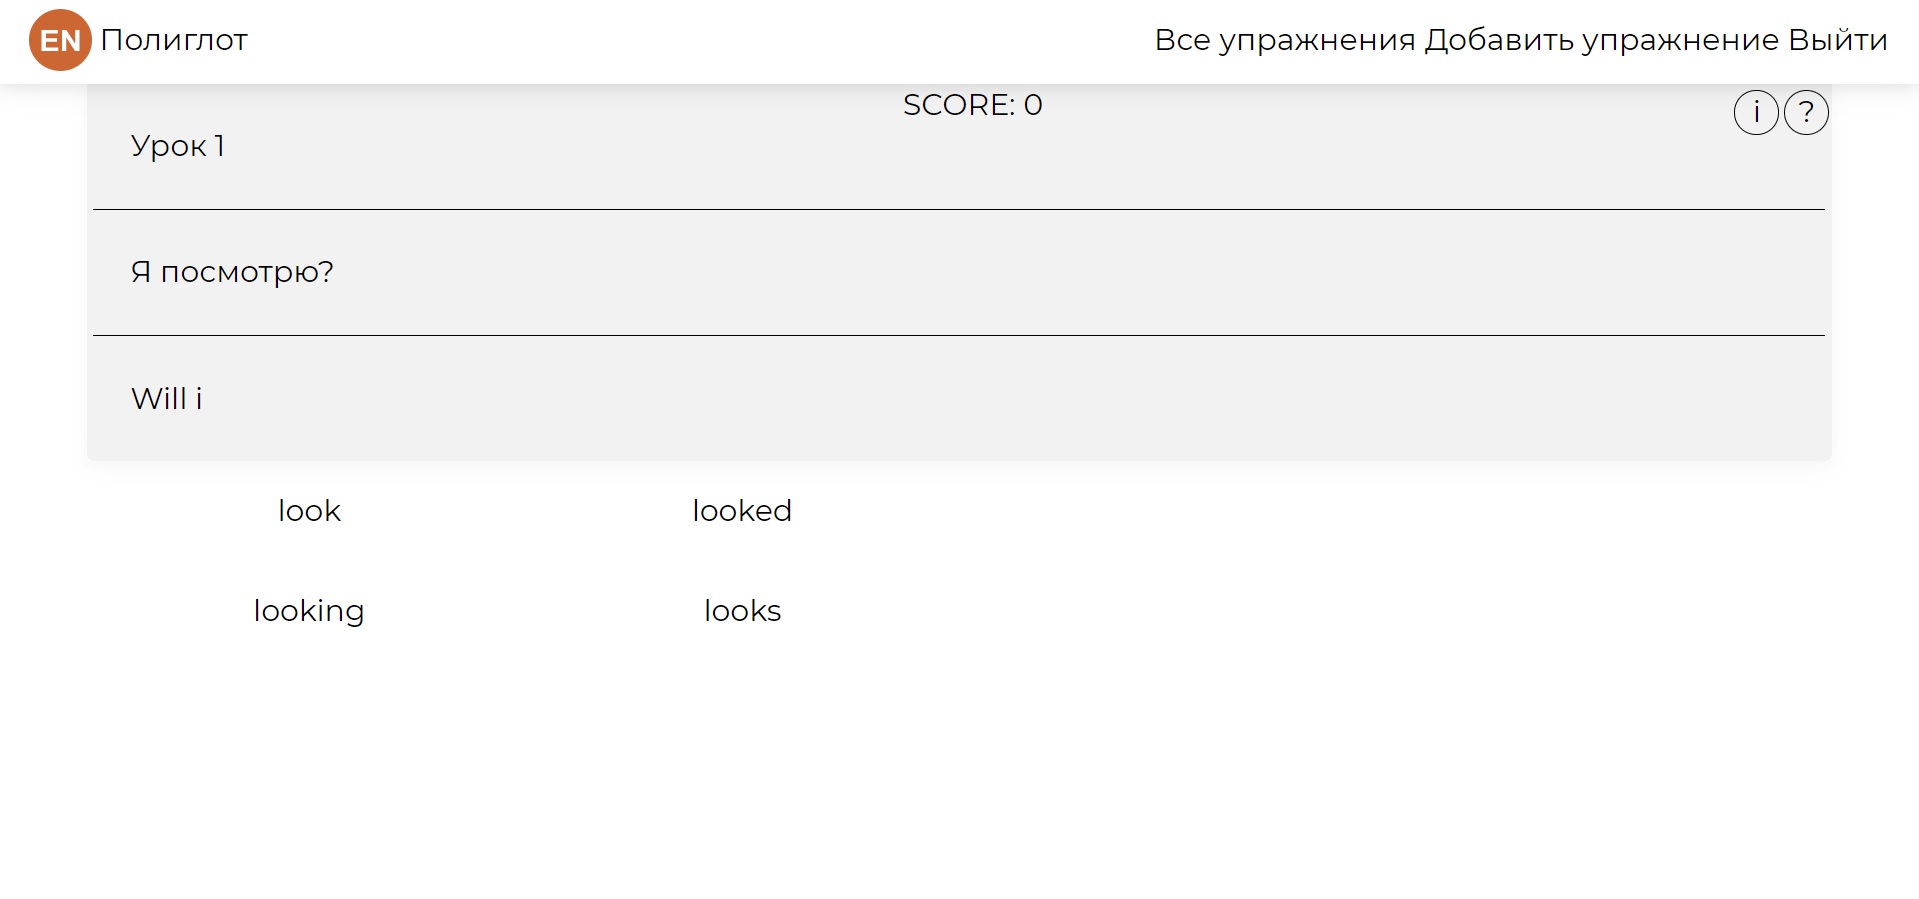 EN Полиглот Все упражнения Добавить упражнение Выйти
SCORE: 0 i ?
Урок 1
Я посмотрю?
Will i
look looked
looking looks